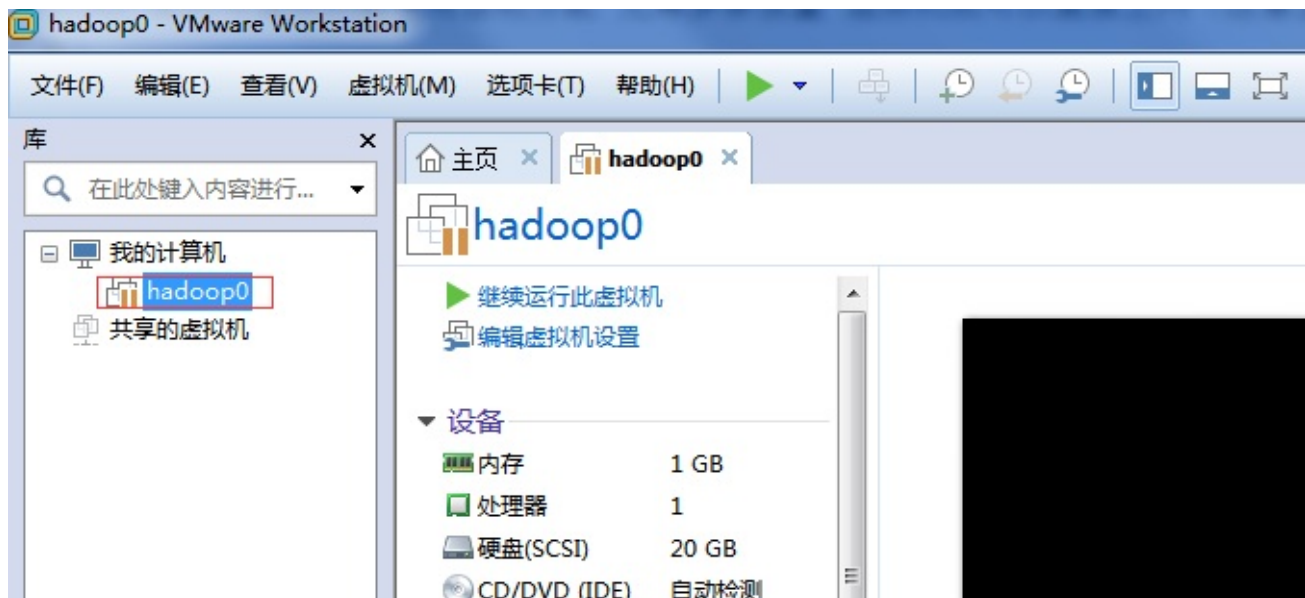 hadoop0 - VMware Workstation
文件(F) 编辑(E) 查看(V) 虚拟机(M) 选项卡(T) 帮助(H)
库
在此处键入内容进行...
我的计算机
hadoop0
共享的虚拟机
主页 hadoop0
hadoop0
继续运行此虚拟机
编辑虚拟机设置
设备
内存 1 GB
处理器 1
硬盘(SCSI) 20 GB
CD/DVD (IDE) 自动检测